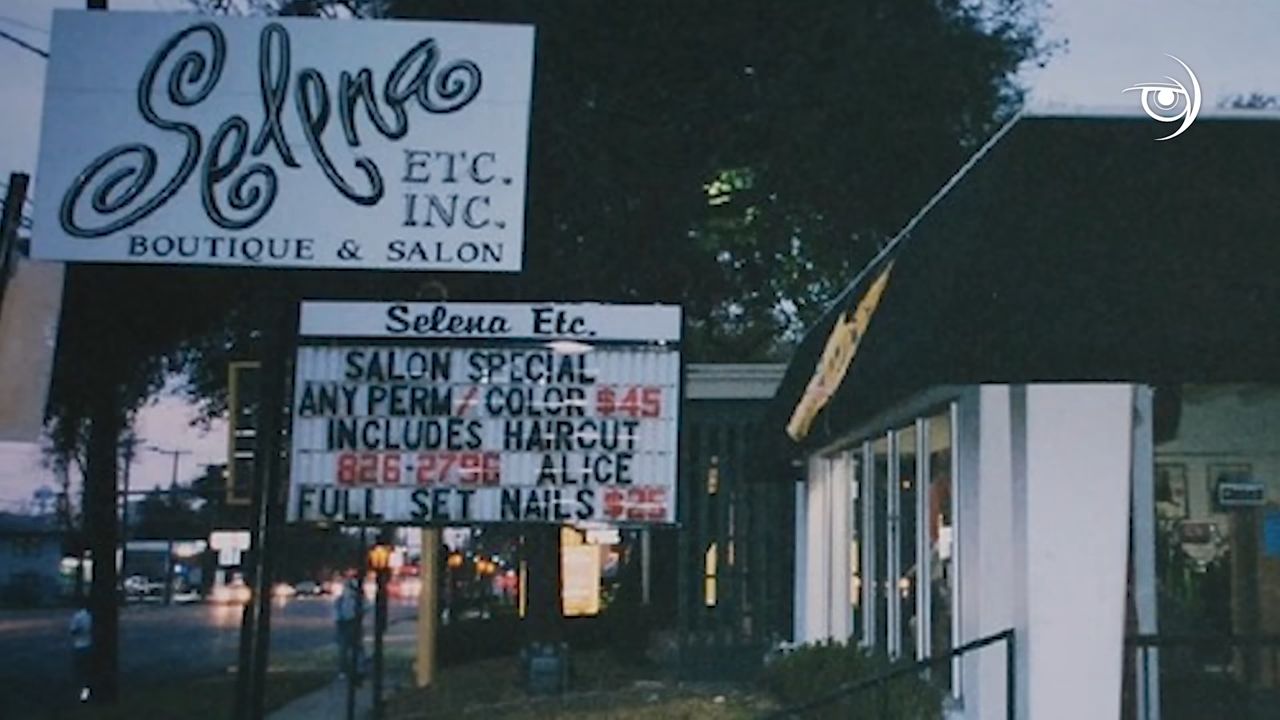 Selena
ETC.
INC.
BOUTIQUE & SALON
Selena Etc.
SALON SPECIAL
ANY PERM/COLOR $45
INCLUDES HAIRCUT
826-2796 ALICE
FULL SET NAILS $25
Closed